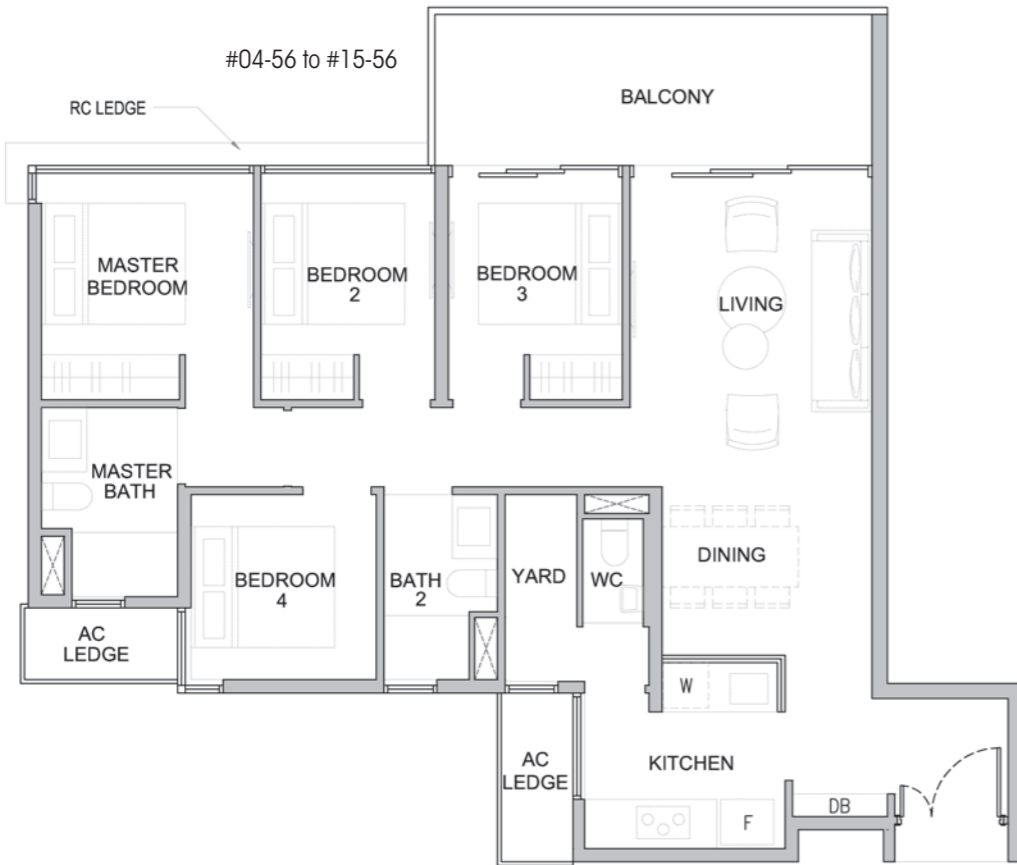 #04-56 to #15-56
BALCONY
RC LEDGE
MASTER
BEDROOM
BEDROOM
2
BEDROOM
3
LIVING
MASTER
BATH
BEDROOM
4
BATH
2
YARD
WC
DINING
AC
LEDGE
W
AC
LEDGE
KITCHEN
DB
F